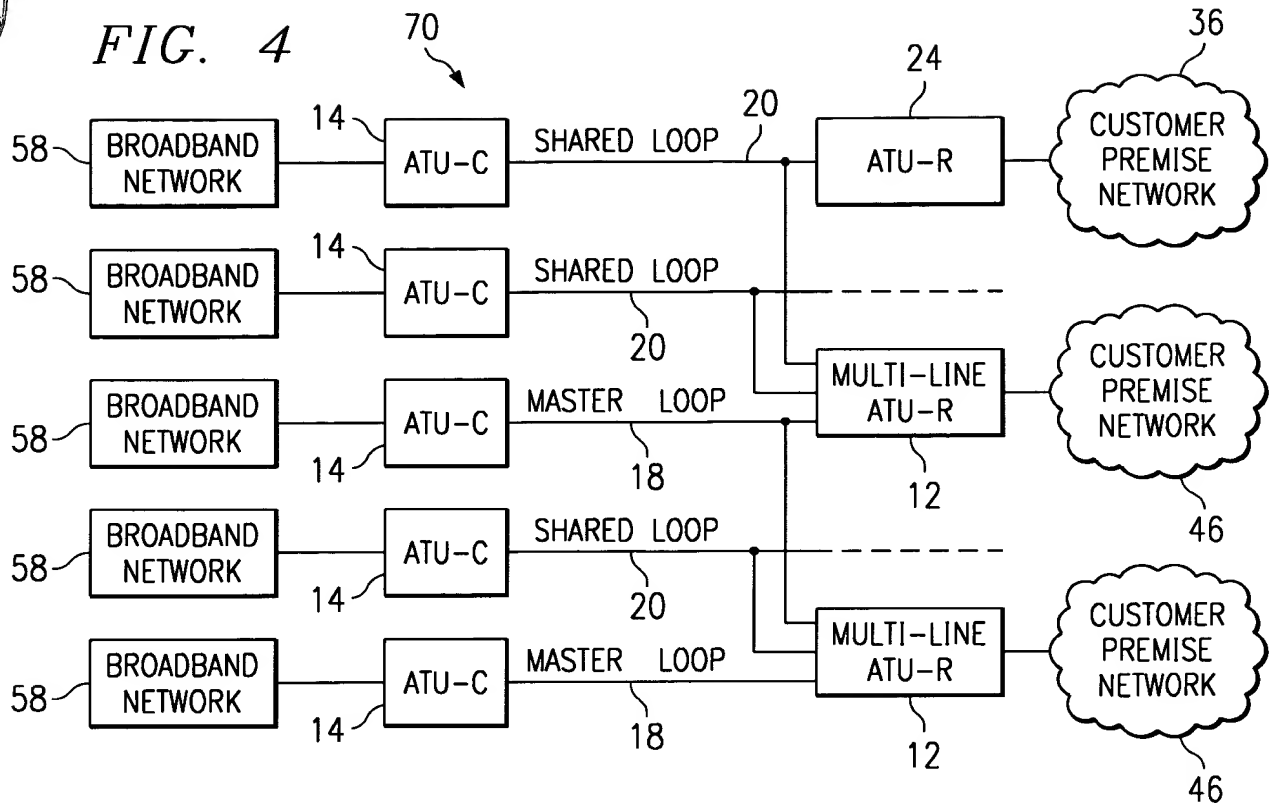 FIG. 4
70
24
36
58
BROADBAND
NETWORK
14
ATU-C
SHARED LOOP
20
ATU-R
CUSTOMER
PREMISE
NETWORK
58
BROADBAND
NETWORK
14
ATU-C
SHARED LOOP
20
58
BROADBAND
NETWORK
ATU-C
14
MASTER LOOP
18
MULTI-LINE
ATU-R
12
CUSTOMER
PREMISE
NETWORK
46
58
BROADBAND
NETWORK
ATU-C
14
SHARED LOOP
20
58
BROADBAND
NETWORK
ATU-C
14
MASTER LOOP
18
MULTI-LINE
ATU-R
12
CUSTOMER
PREMISE
NETWORK
46